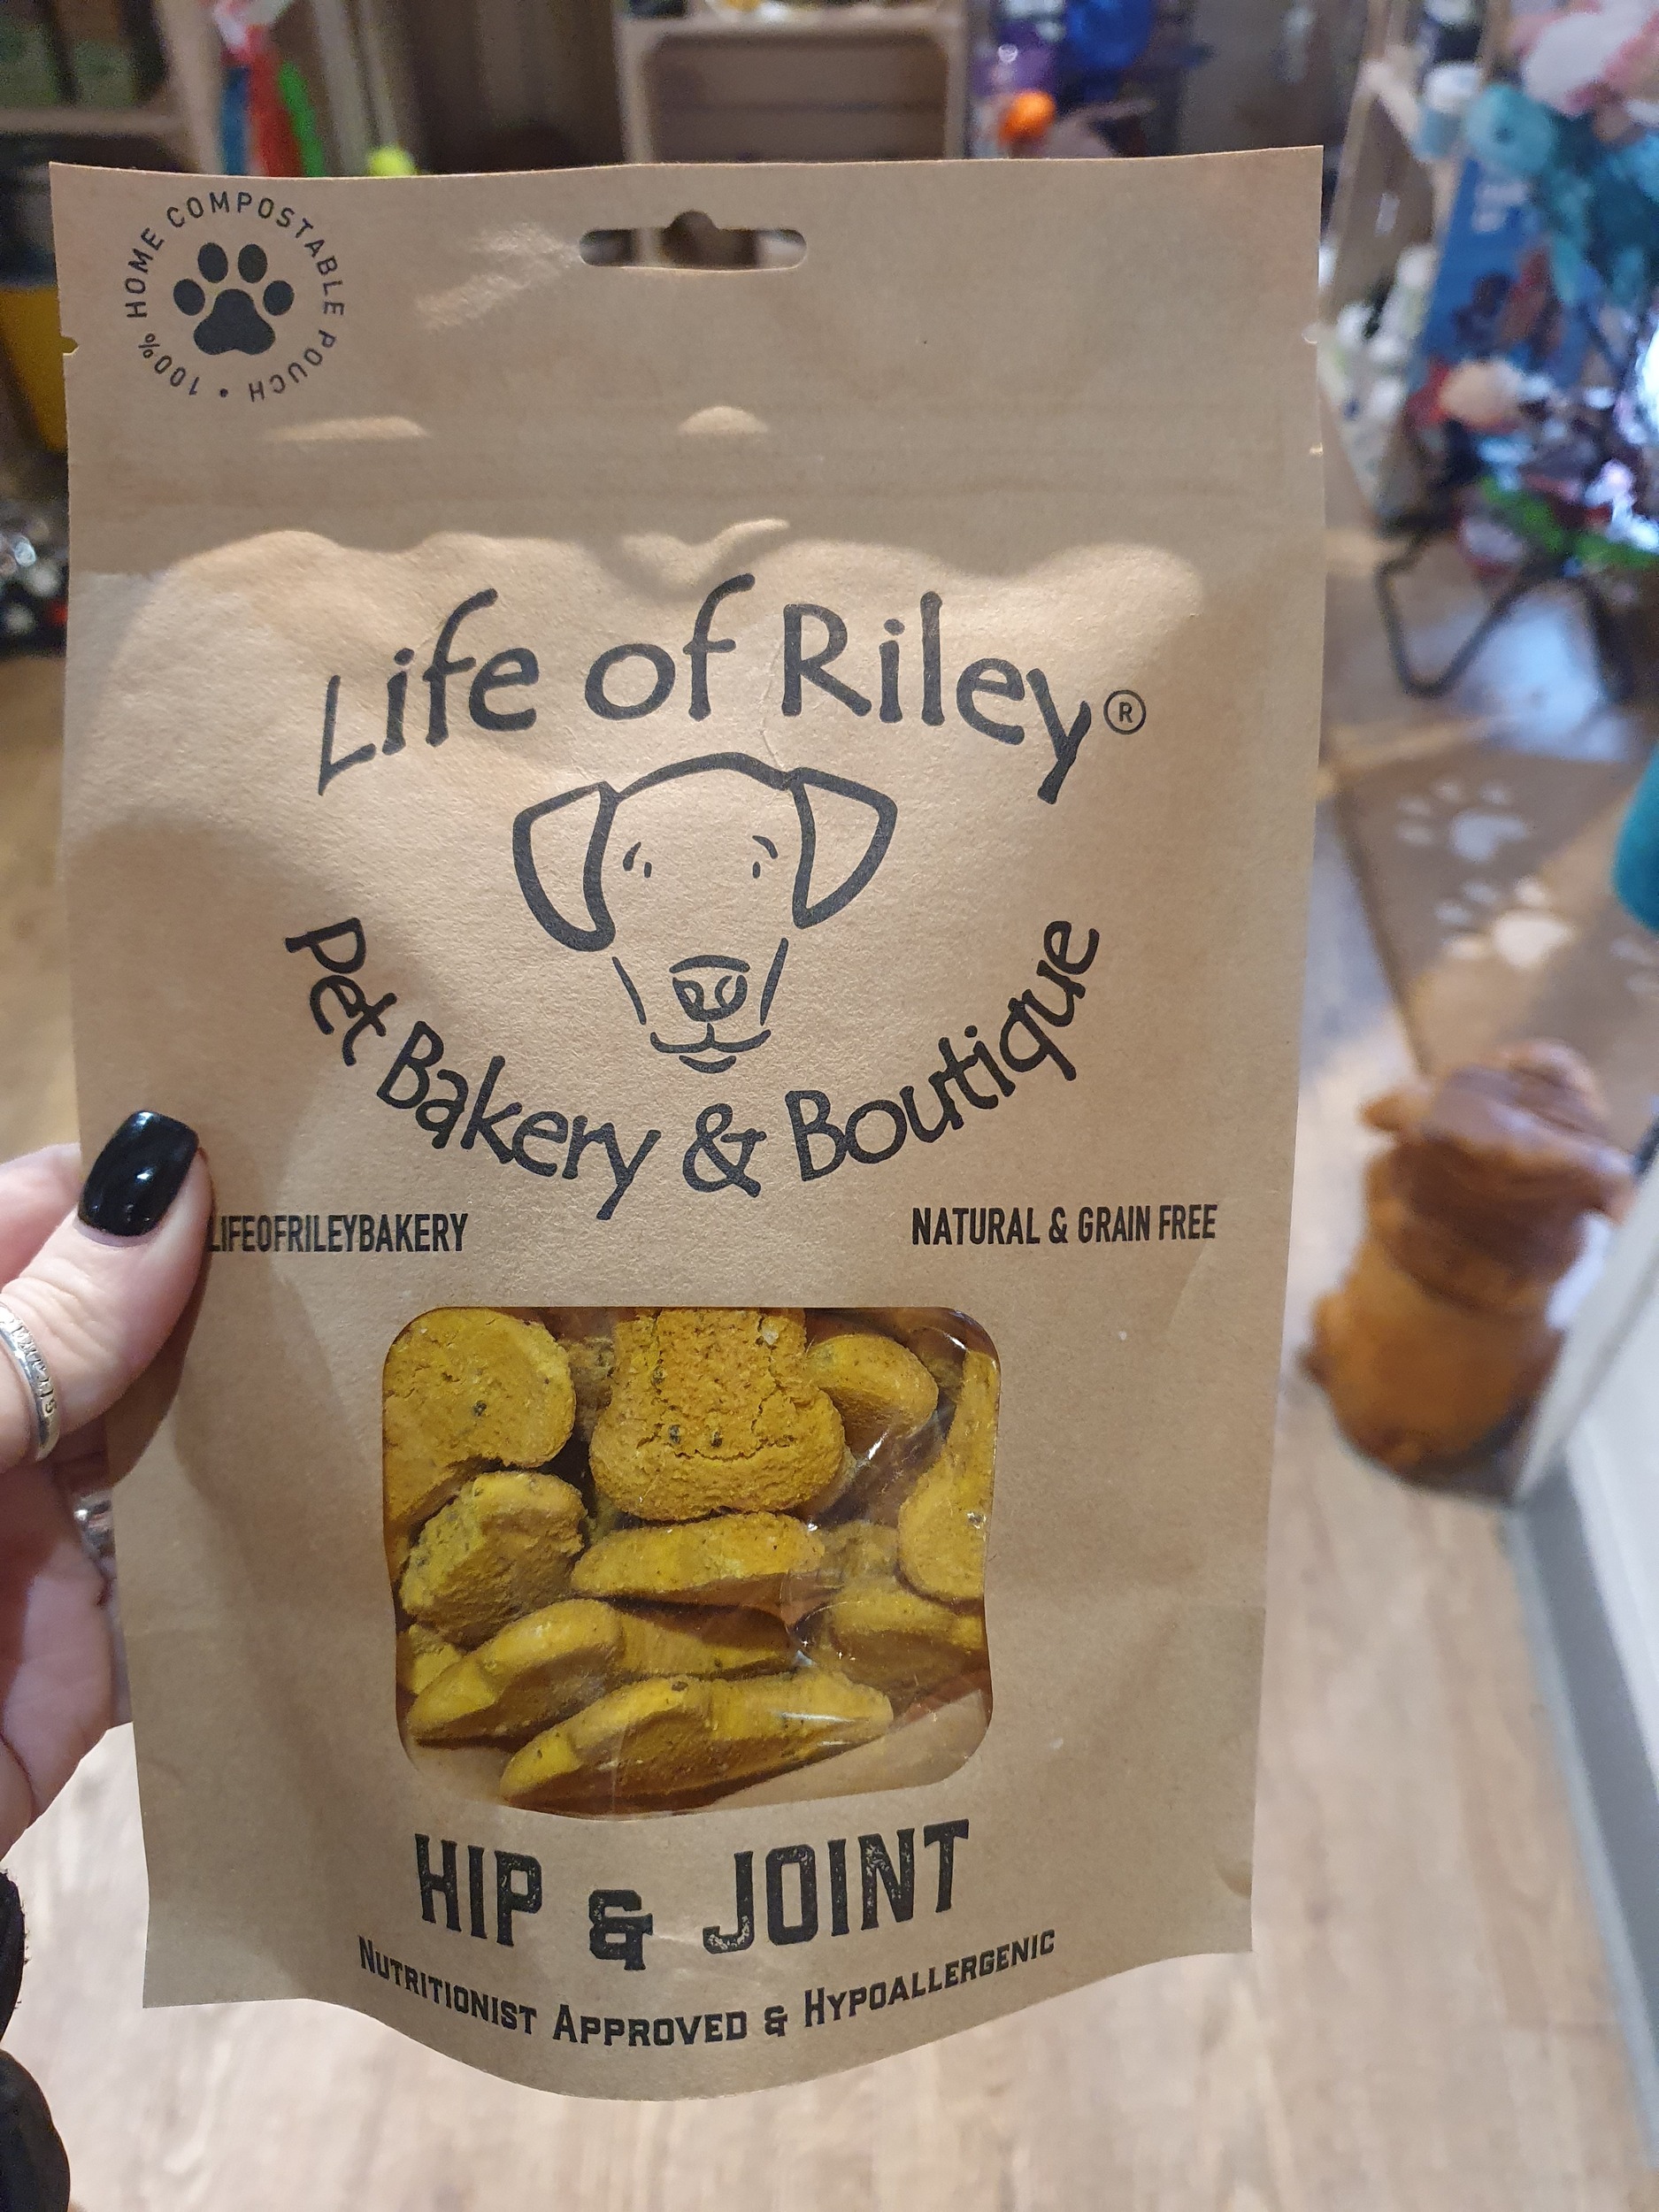 100% HOME COMPOSTABLE POUCH •
Life of Riley®
Pet Bakery & Boutique
LIFEOFRILEYBAKERY
NATURAL & GRAIN FREE
HIP & JOINT
NUTRITIONIST APPROVED & HYPOALLERGENIC